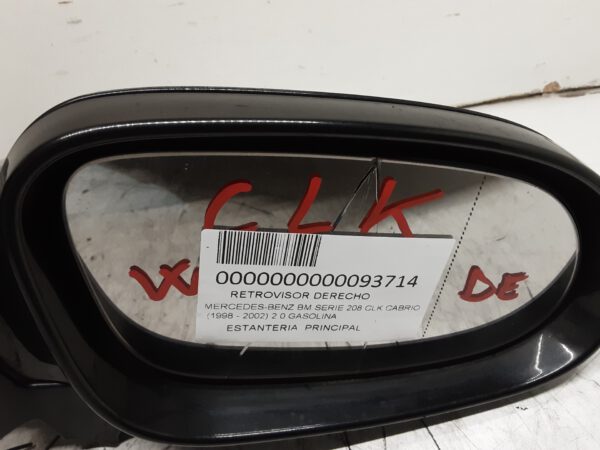 CLK
DE
0000000000093714
RETROVISOR DERECHO
MERCEDES-BENZ BM SERIE 208 CLK CABRIO
(1998 - 2002) 2.0 GASOLINA
ESTANTERIA PRINCIPAL